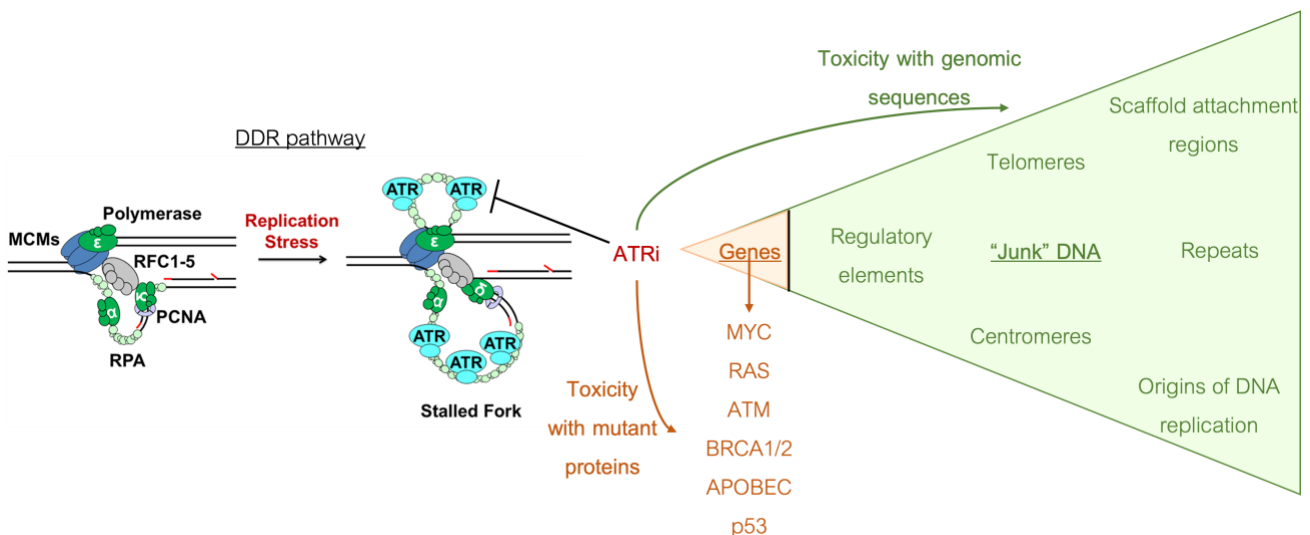 DDR pathway
Polymerase
MCMs
ε
RFC1-5
α
PCNA
RPA
Replication
Stress
ATR
ATR
ε
α
δ
ATR
ATR
ATR
Stalled Fork
ATRi
Toxicity with genomic
sequences
Toxicity
with mutant
proteins
Genes
MYC
RAS
ATM
BRCA1/2
APOBEC
p53
Regulatory
elements
Telomeres
“Junk” DNA
Centromeres
Scaffold attachment
regions
Repeats
Origins of DNA
replication